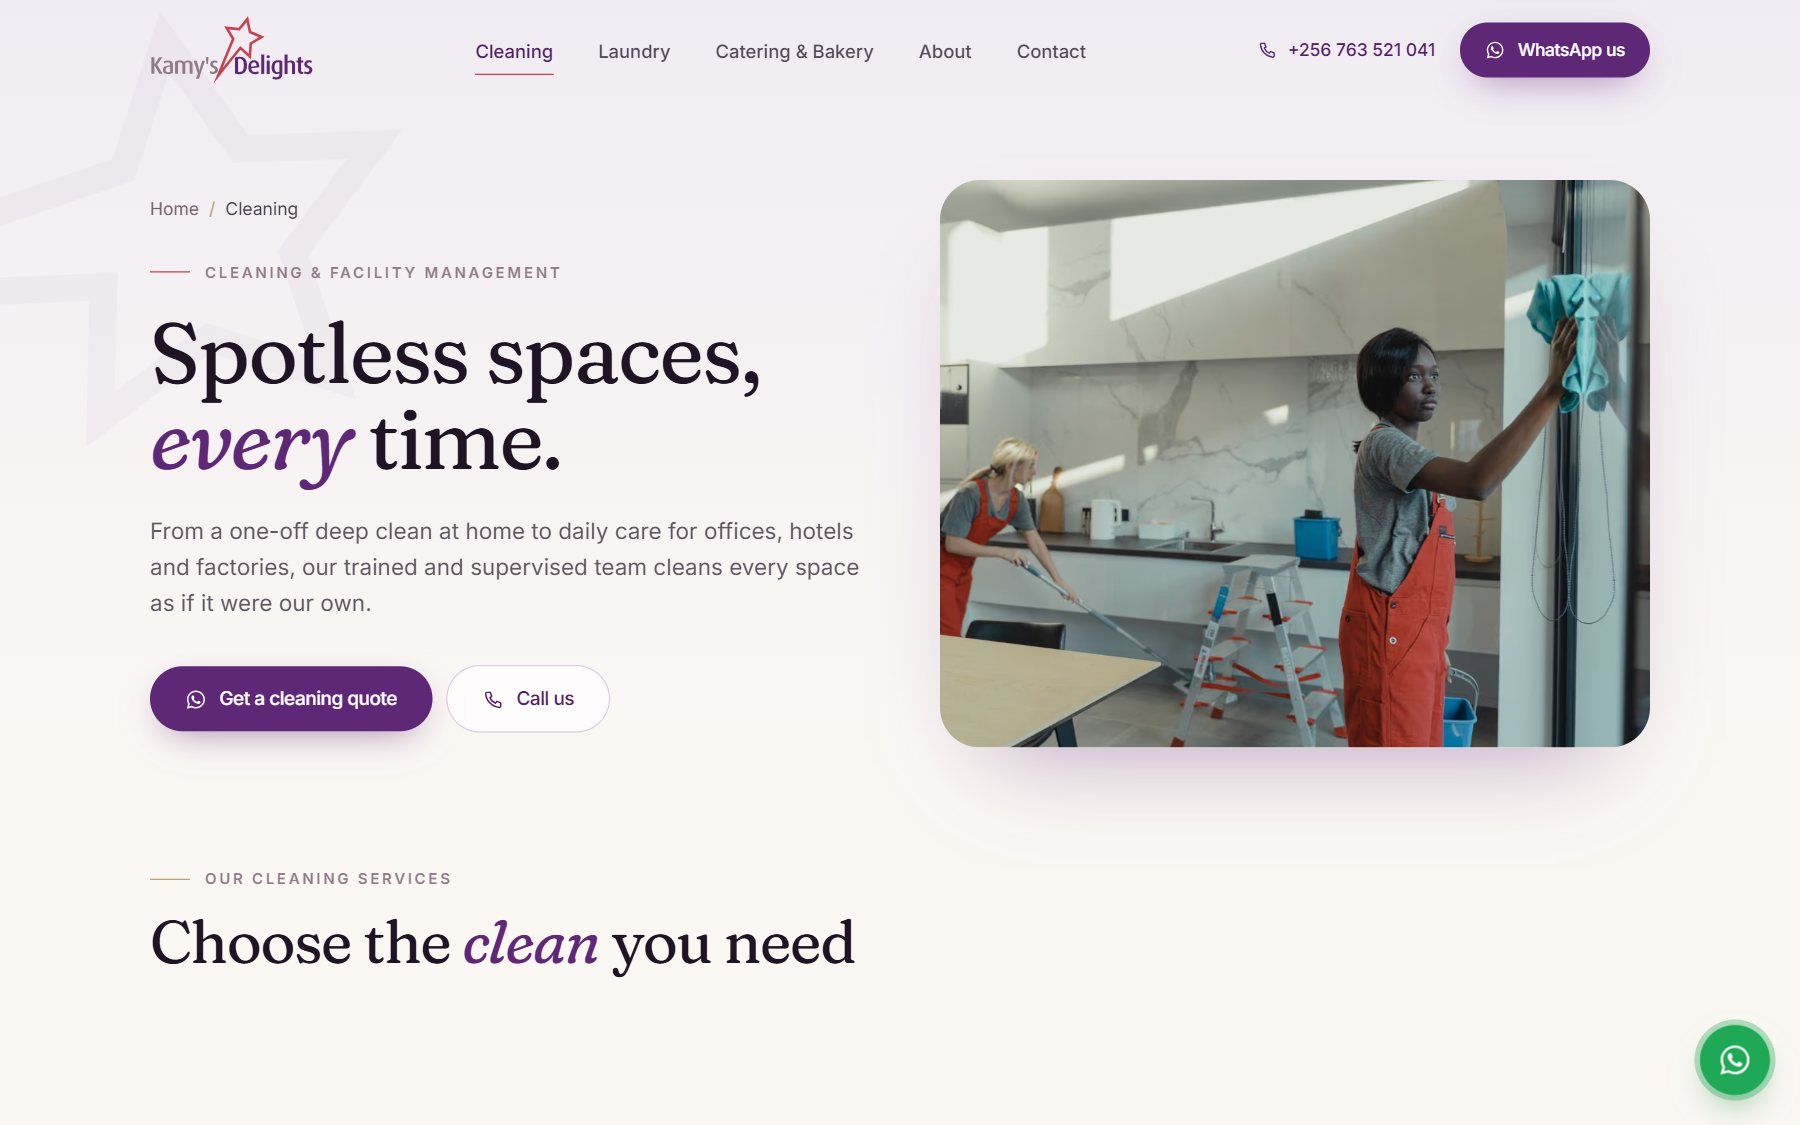 Kamy's Delights
Cleaning
Laundry
Catering & Bakery
About
Contact
+256 763 521 041
WhatsApp us
Home / Cleaning
CLEANING & FACILITY MANAGEMENT
Spotless spaces,
every time.
From a one-off deep clean at home to daily care for offices, hotels
and factories, our trained and supervised team cleans every space
as if it were our own.
Get a cleaning quote
Call us
OUR CLEANING SERVICES
Choose the clean you need